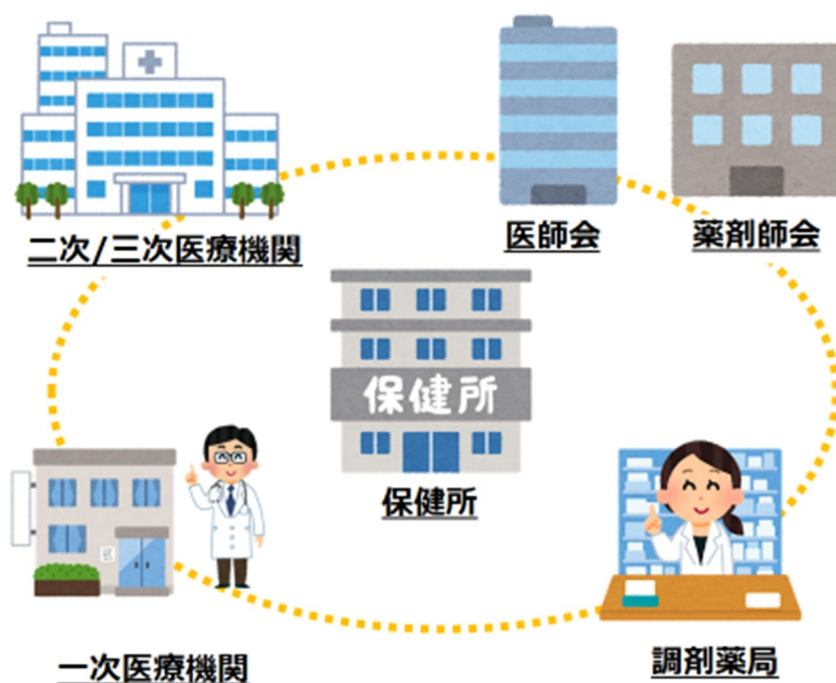 二次/三次医療機関
医師会
薬剤師会
保健所
保健所
一次医療機関
調剤薬局